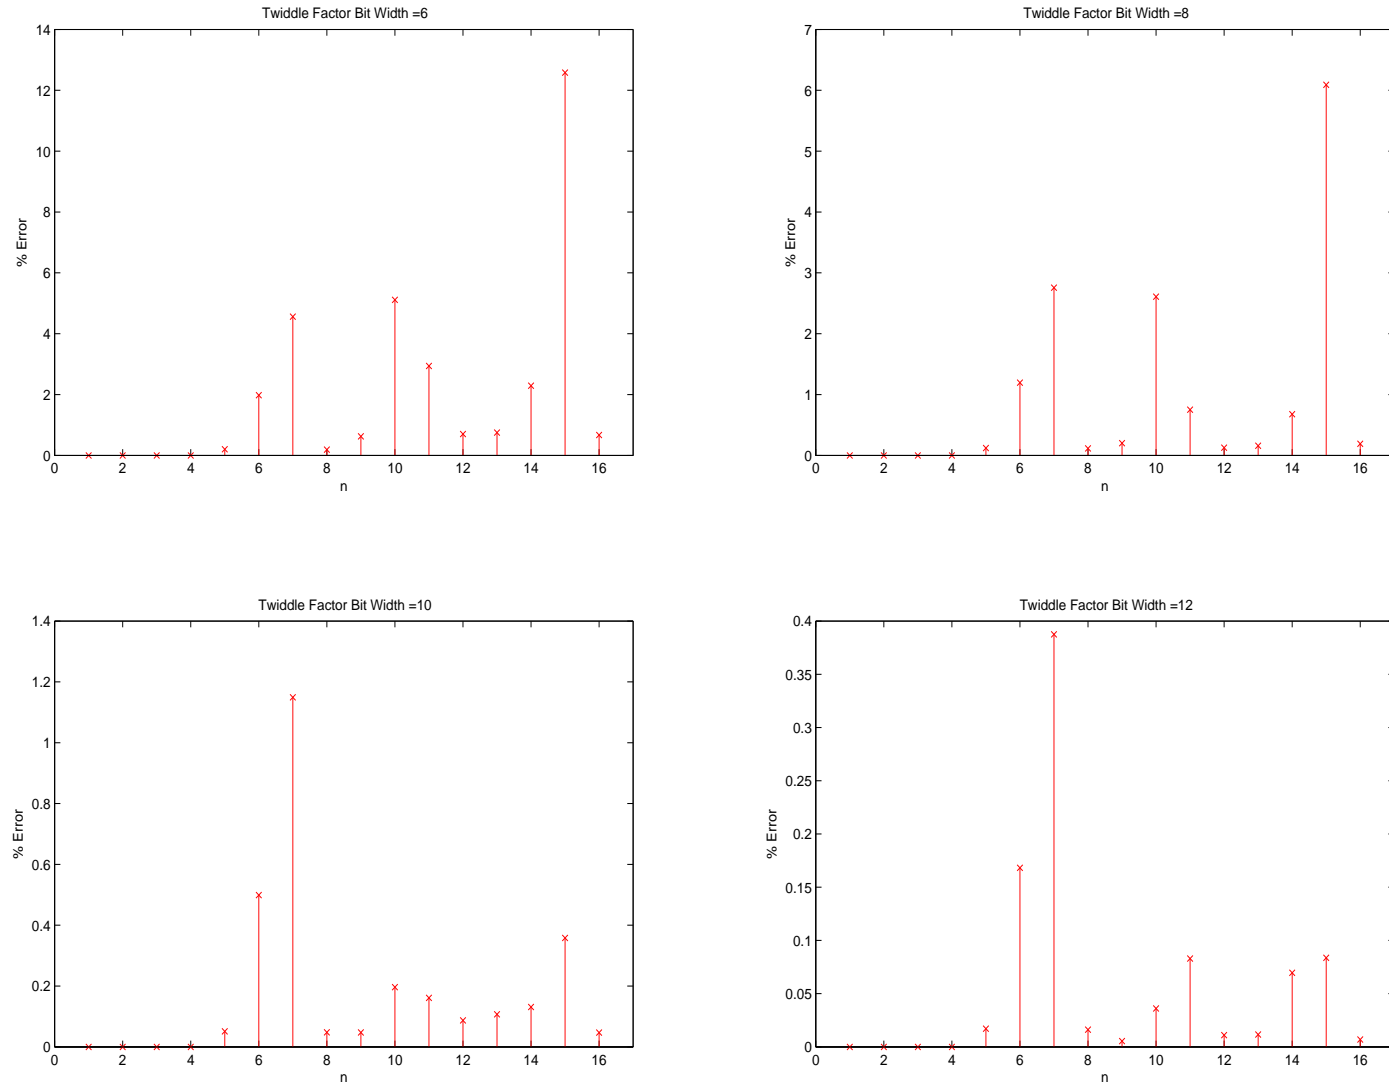 Twiddle Factor Bit Width =6
14
12
10
8
6
4
2
0
% Error
0 2 4 6 8 10 12 14 16
n
Twiddle Factor Bit Width =8
7
6
5
4
3
2
1
0
% Error
0 2 4 6 8 10 12 14 16
n
Twiddle Factor Bit Width =10
1.4
1.2
1
0.8
0.6
0.4
0.2
0
% Error
0 2 4 6 8 10 12 14 16
n
Twiddle Factor Bit Width =12
0.4
0.35
0.3
0.25
0.2
0.15
0.1
0.05
0
% Error
0 2 4 6 8 10 12 14 16
n